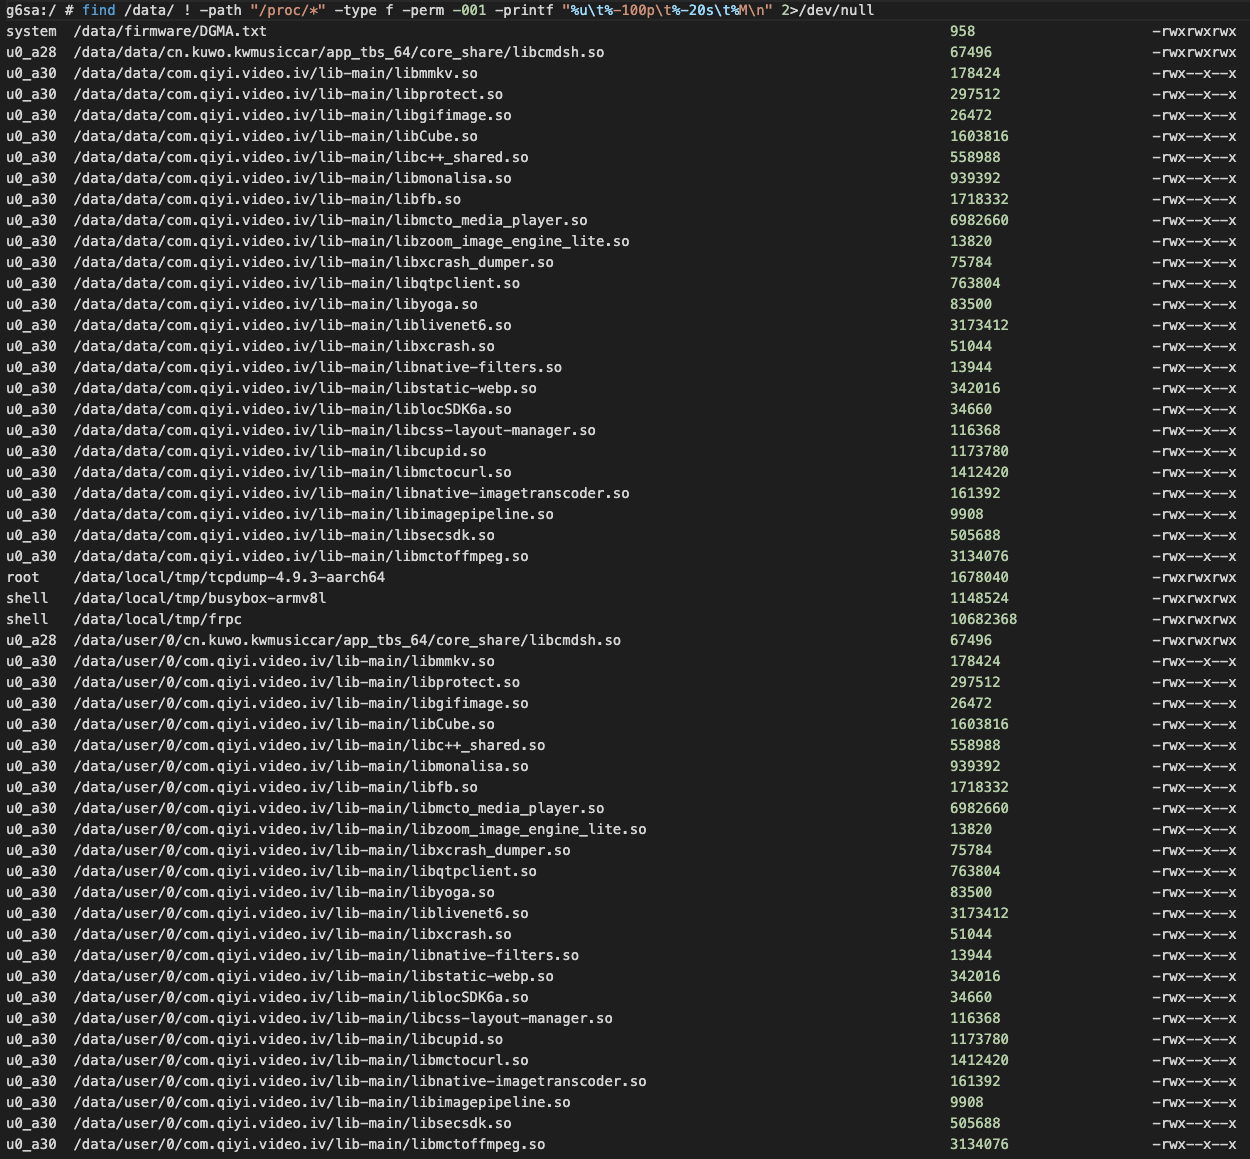 g6sa:/ # find /data/ ! -path "/proc/*" -type f -perm -001 -printf "%u\t%-100p\t%-20s\t%M\n" 2>/dev/null
system /data/firmware/DGMA.txt 958 -rwxrwxrwx
u0_a28 /data/data/cn.kuwo.kwmusiccar/app_tbs_64/core_share/libcmdsh.so 67496 -rwxrwxrwx
u0_a30 /data/data/com.qiyi.video.iv/lib-main/libmmkv.so 178424 -rwx--x--x
u0_a30 /data/data/com.qiyi.video.iv/lib-main/libprotect.so 297512 -rwx--x--x
u0_a30 /data/data/com.qiyi.video.iv/lib-main/libgifimage.so 26472 -rwx--x--x
u0_a30 /data/data/com.qiyi.video.iv/lib-main/libCube.so 1603816 -rwx--x--x
u0_a30 /data/data/com.qiyi.video.iv/lib-main/libc++_shared.so 558988 -rwx--x--x
u0_a30 /data/data/com.qiyi.video.iv/lib-main/libmonalisa.so 939392 -rwx--x--x
u0_a30 /data/data/com.qiyi.video.iv/lib-main/libfb.so 1718332 -rwx--x--x
u0_a30 /data/data/com.qiyi.video.iv/lib-main/libmcto_media_player.so 6982660 -rwx--x--x
u0_a30 /data/data/com.qiyi.video.iv/lib-main/libzoom_image_engine_lite.so 13820 -rwx--x--x
u0_a30 /data/data/com.qiyi.video.iv/lib-main/libxcrash_dumper.so 75784 -rwx--x--x
u0_a30 /data/data/com.qiyi.video.iv/lib-main/libqtpclient.so 763804 -rwx--x--x
u0_a30 /data/data/com.qiyi.video.iv/lib-main/libyoga.so 83500 -rwx--x--x
u0_a30 /data/data/com.qiyi.video.iv/lib-main/liblivenet6.so 3173412 -rwx--x--x
u0_a30 /data/data/com.qiyi.video.iv/lib-main/libxcrash.so 51044 -rwx--x--x
u0_a30 /data/data/com.qiyi.video.iv/lib-main/libnative-filters.so 13944 -rwx--x--x
u0_a30 /data/data/com.qiyi.video.iv/lib-main/libstatic-webp.so 342016 -rwx--x--x
u0_a30 /data/data/com.qiyi.video.iv/lib-main/liblocSDK6a.so 34660 -rwx--x--x
u0_a30 /data/data/com.qiyi.video.iv/lib-main/libcss-layout-manager.so 116368 -rwx--x--x
u0_a30 /data/data/com.qiyi.video.iv/lib-main/libcupid.so 1173780 -rwx--x--x
u0_a30 /data/data/com.qiyi.video.iv/lib-main/libmctocurl.so 1412420 -rwx--x--x
u0_a30 /data/data/com.qiyi.video.iv/lib-main/libnative-imagetranscoder.so 161392 -rwx--x--x
u0_a30 /data/data/com.qiyi.video.iv/lib-main/libimagepipeline.so 9908 -rwx--x--x
u0_a30 /data/data/com.qiyi.video.iv/lib-main/libsecsdk.so 505688 -rwx--x--x
u0_a30 /data/data/com.qiyi.video.iv/lib-main/libmctoffmpeg.so 3134076 -rwx--x--x
root /data/local/tmp/tcpdump-4.9.3-aarch64 1678040 -rwxrwxrwx
shell /data/local/tmp/busybox-armv8l 1148524 -rwxrwxrwx
shell /data/local/tmp/frpc 10682368 -rwxrwxrwx
u0_a28 /data/user/0/cn.kuwo.kwmusiccar/app_tbs_64/core_share/libcmdsh.so 67496 -rwxrwxrwx
u0_a30 /data/user/0/com.qiyi.video.iv/lib-main/libmmkv.so 178424 -rwx--x--x
u0_a30 /data/user/0/com.qiyi.video.iv/lib-main/libprotect.so 297512 -rwx--x--x
u0_a30 /data/user/0/com.qiyi.video.iv/lib-main/libgifimage.so 26472 -rwx--x--x
u0_a30 /data/user/0/com.qiyi.video.iv/lib-main/libCube.so 1603816 -rwx--x--x
u0_a30 /data/user/0/com.qiyi.video.iv/lib-main/libc++_shared.so 558988 -rwx--x--x
u0_a30 /data/user/0/com.qiyi.video.iv/lib-main/libmonalisa.so 939392 -rwx--x--x
u0_a30 /data/user/0/com.qiyi.video.iv/lib-main/libfb.so 1718332 -rwx--x--x
u0_a30 /data/user/0/com.qiyi.video.iv/lib-main/libmcto_media_player.so 6982660 -rwx--x--x
u0_a30 /data/user/0/com.qiyi.video.iv/lib-main/libzoom_image_engine_lite.so 13820 -rwx--x--x
u0_a30 /data/user/0/com.qiyi.video.iv/lib-main/libxcrash_dumper.so 75784 -rwx--x--x
u0_a30 /data/user/0/com.qiyi.video.iv/lib-main/libqtpclient.so 763804 -rwx--x--x
u0_a30 /data/user/0/com.qiyi.video.iv/lib-main/libyoga.so 83500 -rwx--x--x
u0_a30 /data/user/0/com.qiyi.video.iv/lib-main/liblivenet6.so 3173412 -rwx--x--x
u0_a30 /data/user/0/com.qiyi.video.iv/lib-main/libxcrash.so 51044 -rwx--x--x
u0_a30 /data/user/0/com.qiyi.video.iv/lib-main/libnative-filters.so 13944 -rwx--x--x
u0_a30 /data/user/0/com.qiyi.video.iv/lib-main/libstatic-webp.so 342016 -rwx--x--x
u0_a30 /data/user/0/com.qiyi.video.iv/lib-main/liblocSDK6a.so 34660 -rwx--x--x
u0_a30 /data/user/0/com.qiyi.video.iv/lib-main/libcss-layout-manager.so 116368 -rwx--x--x
u0_a30 /data/user/0/com.qiyi.video.iv/lib-main/libcupid.so 1173780 -rwx--x--x
u0_a30 /data/user/0/com.qiyi.video.iv/lib-main/libmctocurl.so 1412420 -rwx--x--x
u0_a30 /data/user/0/com.qiyi.video.iv/lib-main/libnative-imagetranscoder.so 161392 -rwx--x--x
u0_a30 /data/user/0/com.qiyi.video.iv/lib-main/libimagepipeline.so 9908 -rwx--x--x
u0_a30 /data/user/0/com.qiyi.video.iv/lib-main/libsecsdk.so 505688 -rwx--x--x
u0_a30 /data/user/0/com.qiyi.video.iv/lib-main/libmctoffmpeg.so 3134076 -rwx--x--x